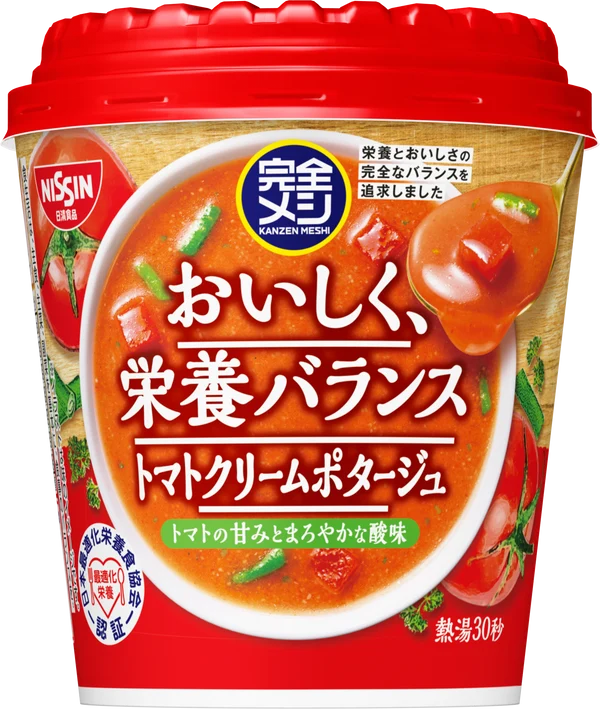 完全
メシ
KANZEN MESHI
栄養とおいしさの
完全なバランスを
追求しました
NISSIN
日清食品
おいしく、
栄養バランス
トマトクリームポタージュ
トマトの甘みとまろやかな酸味
日本最適化栄養食協会
最適化
栄養
認証
熱湯30秒